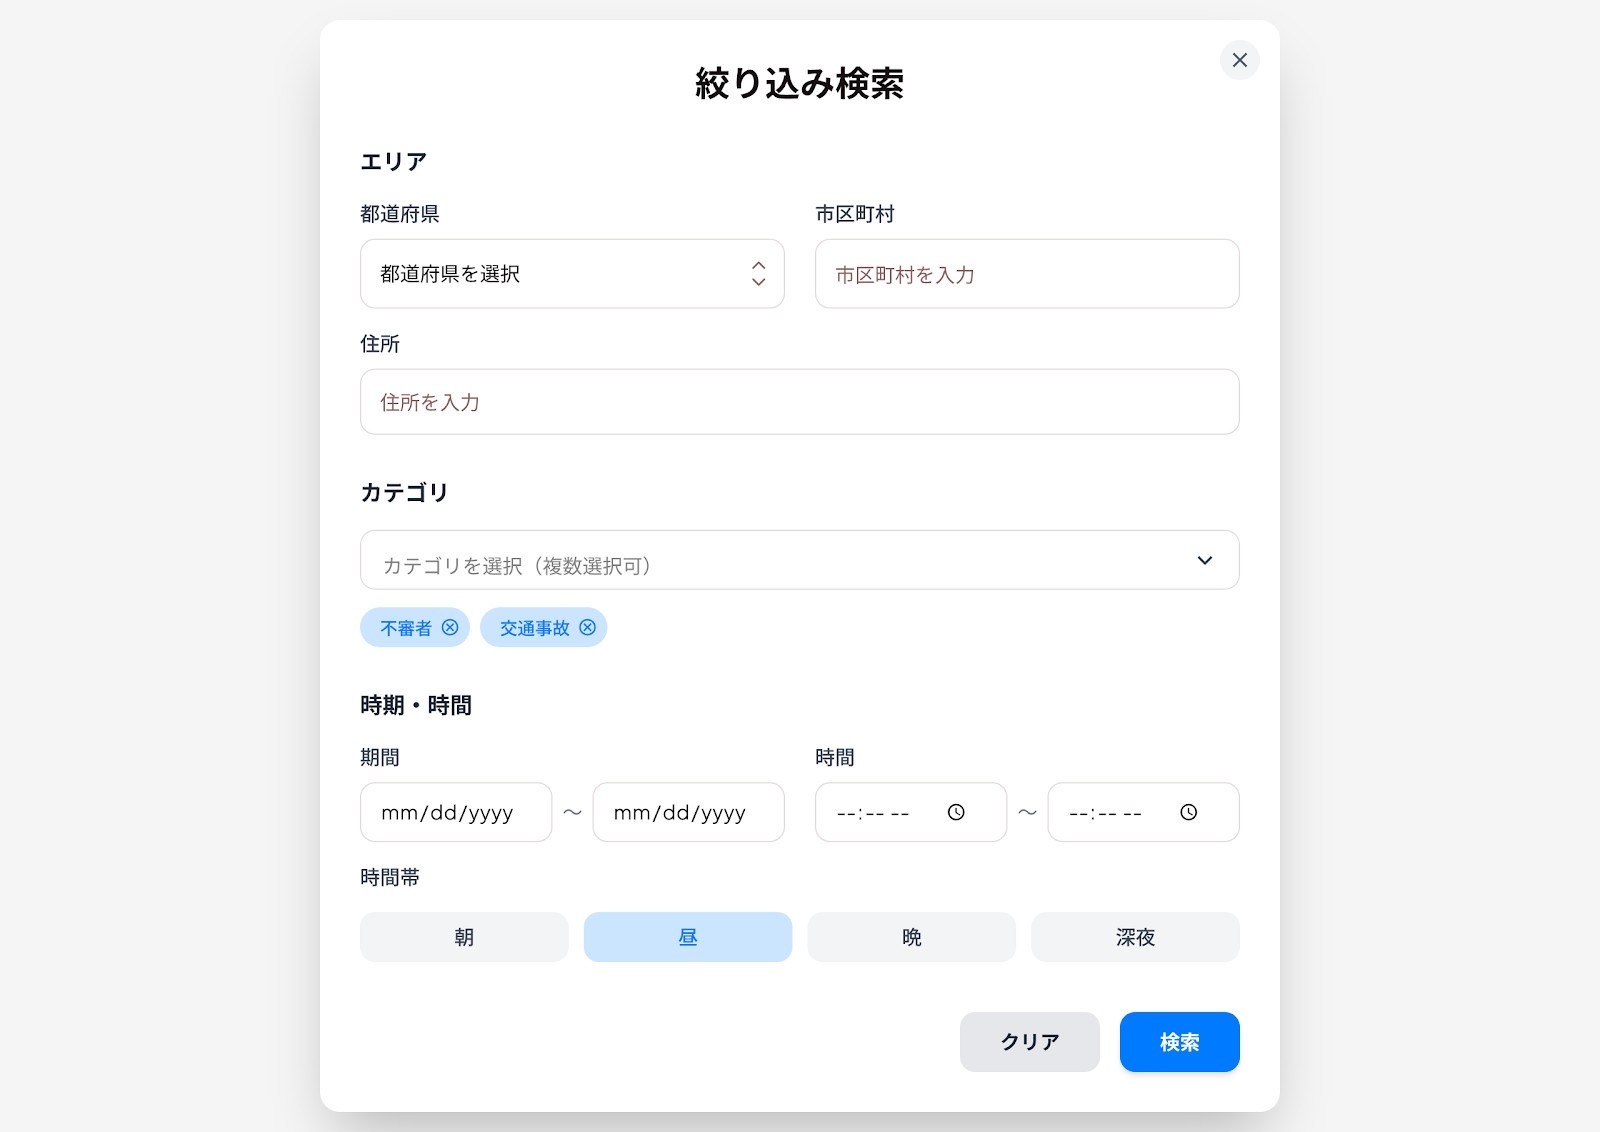 絞り込み検索
エリア
都道府県
市区町村
都道府県を選択
市区町村を入力
住所
住所を入力
カテゴリ
カテゴリを選択（複数選択可）
不審者
交通事故
時期・時間
期間
時間
mm/dd/yyyy ～ mm/dd/yyyy
--:-- -- ～ --:-- --
時間帯
朝
昼
晩
深夜
クリア
検索